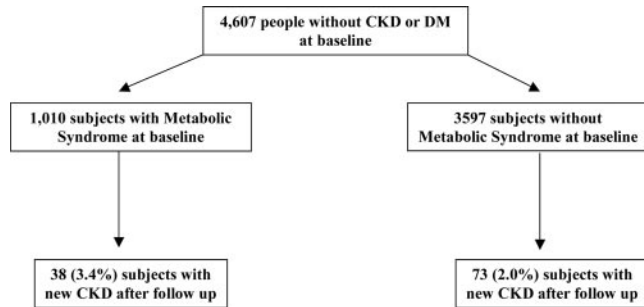 4,607 people without CKD or DM
at baseline
1,010 subjects with Metabolic
Syndrome at baseline
3597 subjects without
Metabolic Syndrome at baseline
38 (3.4%) subjects with
new CKD after follow up
73 (2.0%) subjects with
new CKD after follow up